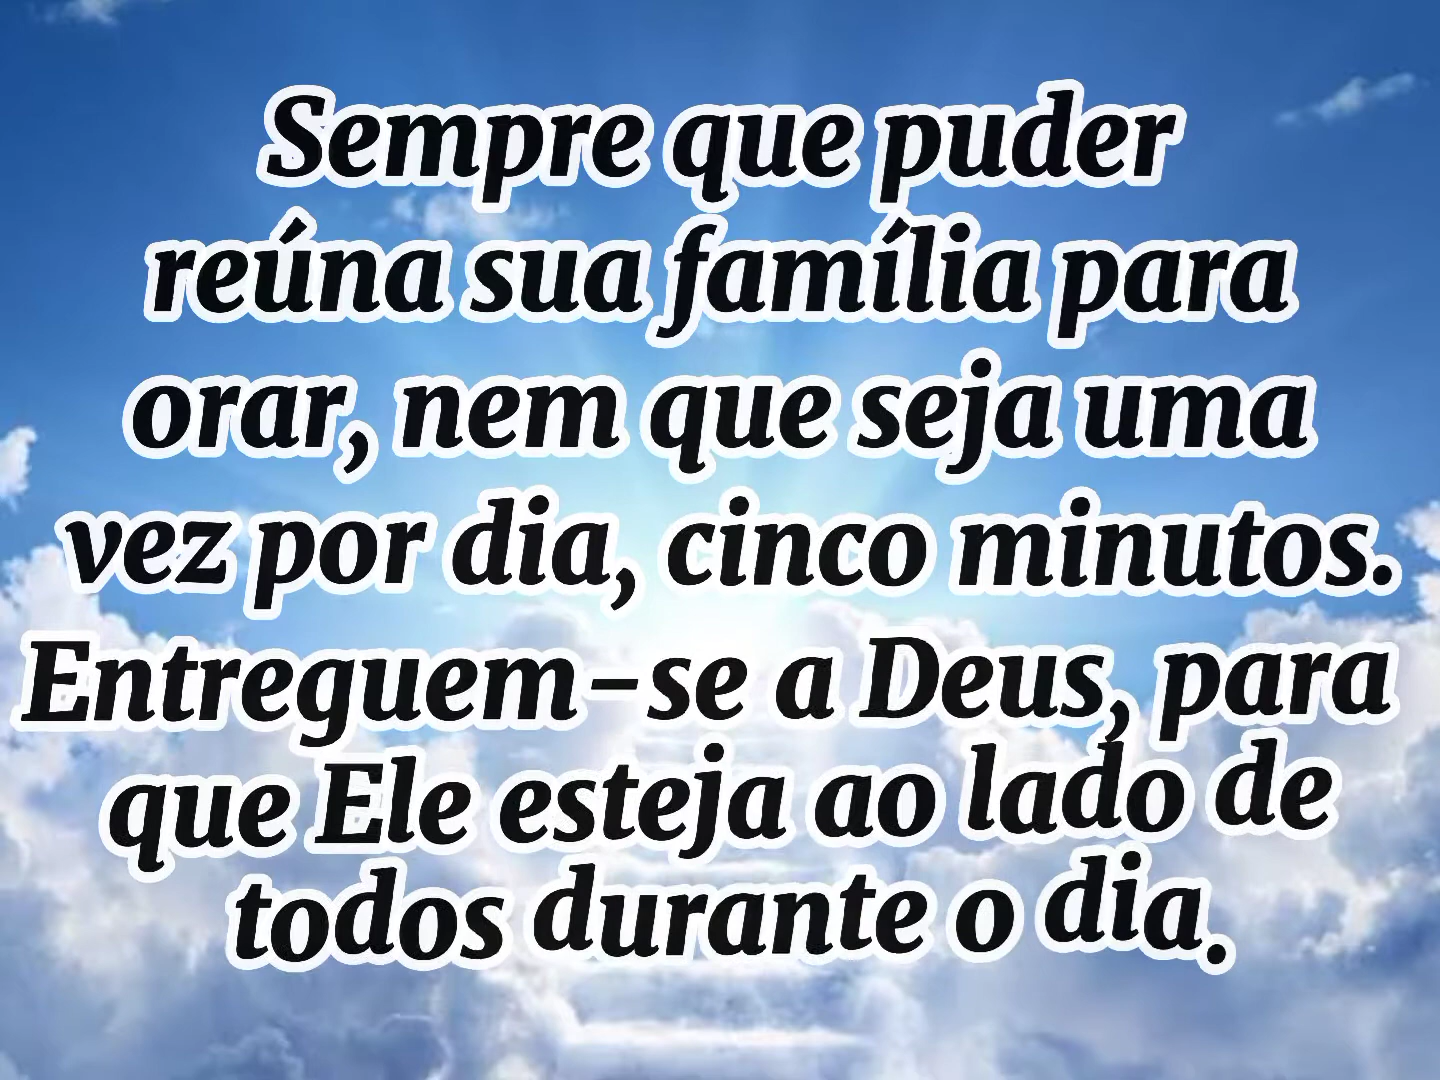 Sempre que puder
reúna sua família para
orar, nem que seja uma
vez por dia, cinco minutos.
Entreguem-se a Deus, para
que Ele esteja ao lado de
todos durante o dia.